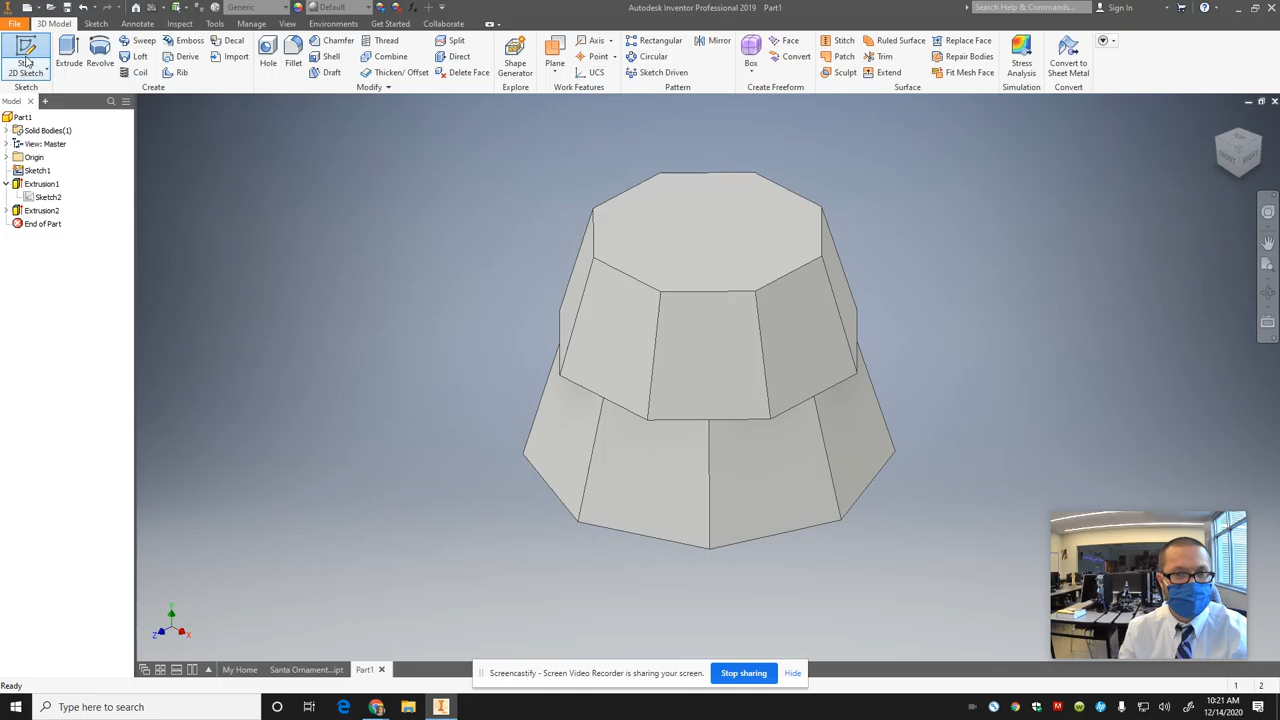 Generic
Default
Autodesk Inventor Professional 2019 Part1
Search Help & Commands...
Sign In
File
3D Model
Sketch
Annotate
Inspect
Tools
Manage
View
Environments
Get Started
Collaborate
2D Sketch
Extrude
Revolve
Sweep
Emboss
Decal
Loft
Derive
Import
Coil
Rib
Hole
Fillet
Chamfer
Thread
Split
Shell
Combine
Direct
Draft
Thicken/ Offset
Delete Face
Shape
Generator
Plane
Axis
Point
UCS
Rectangular
Mirror
Circular
Sketch Driven
Box
Face
Convert
Stitch
Ruled Surface
Replace Face
Patch
Trim
Repair Bodies
Sculpt
Extend
Fit Mesh Face
Stress
Analysis
Convert to
Sheet Metal
Sketch
Create
Modify
Explore
Work Features
Pattern
Create Freeform
Surface
Simulation
Convert
Model
Part1
Solid Bodies(1)
View: Master
Origin
Sketch1
Extrusion1
Sketch2
Extrusion2
End of Part
FRONT
RIGHT
Y
Z
X
My Home
Santa Ornament...ipt
Part1
Screencastify - Screen Video Recorder is sharing your screen.
Stop sharing
Hide
Ready
1
2
Type here to search
10:21 AM
12/14/2020